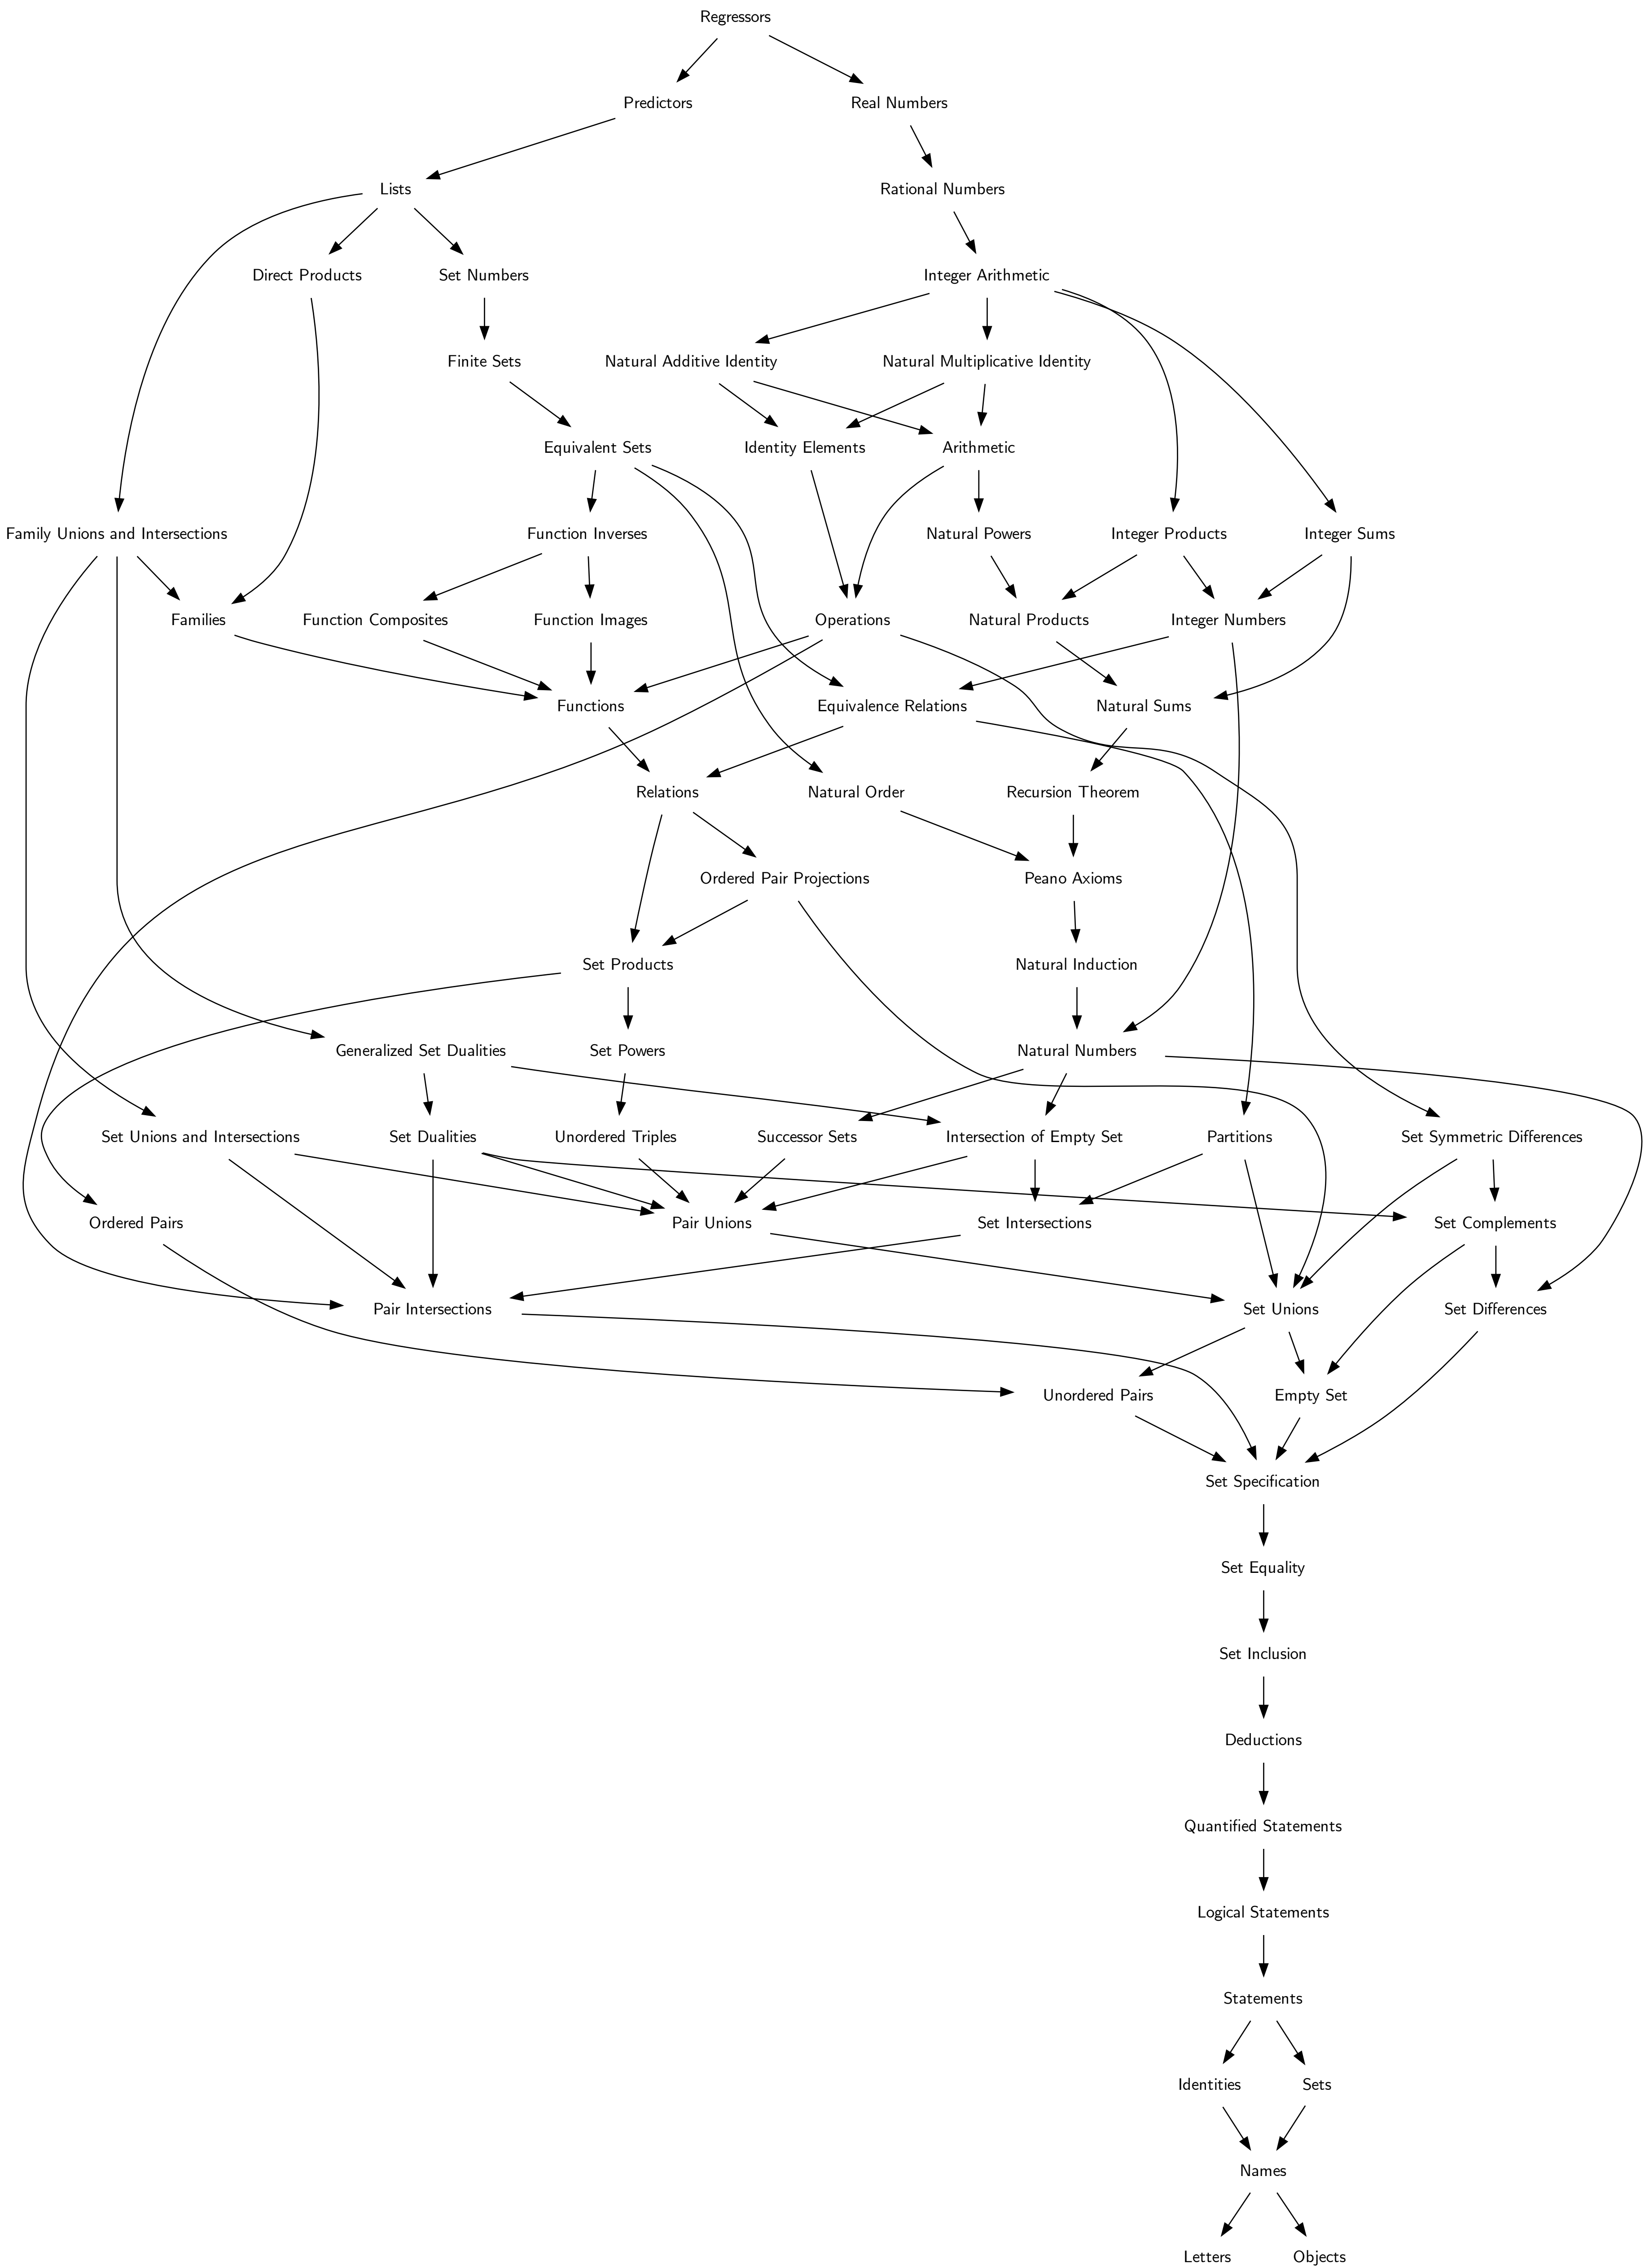 Regressors
Predictors
Real Numbers
Lists
Rational Numbers
Direct Products
Set Numbers
Integer Arithmetic
Finite Sets
Natural Additive Identity
Natural Multiplicative Identity
Equivalent Sets
Identity Elements
Arithmetic
Family Unions and Intersections
Function Inverses
Natural Powers
Integer Products
Integer Sums
Families
Function Composites
Function Images
Operations
Natural Products
Integer Numbers
Functions
Equivalence Relations
Natural Sums
Relations
Natural Order
Recursion Theorem
Ordered Pair Projections
Peano Axioms
Set Products
Natural Induction
Generalized Set Dualities
Set Powers
Natural Numbers
Set Unions and Intersections
Set Dualities
Unordered Triples
Successor Sets
Intersection of Empty Set
Partitions
Set Symmetric Differences
Ordered Pairs
Pair Unions
Set Intersections
Set Complements
Pair Intersections
Set Unions
Set Differences
Unordered Pairs
Empty Set
Set Specification
Set Equality
Set Inclusion
Deductions
Quantified Statements
Logical Statements
Statements
Identities
Sets
Names
Letters
Objects